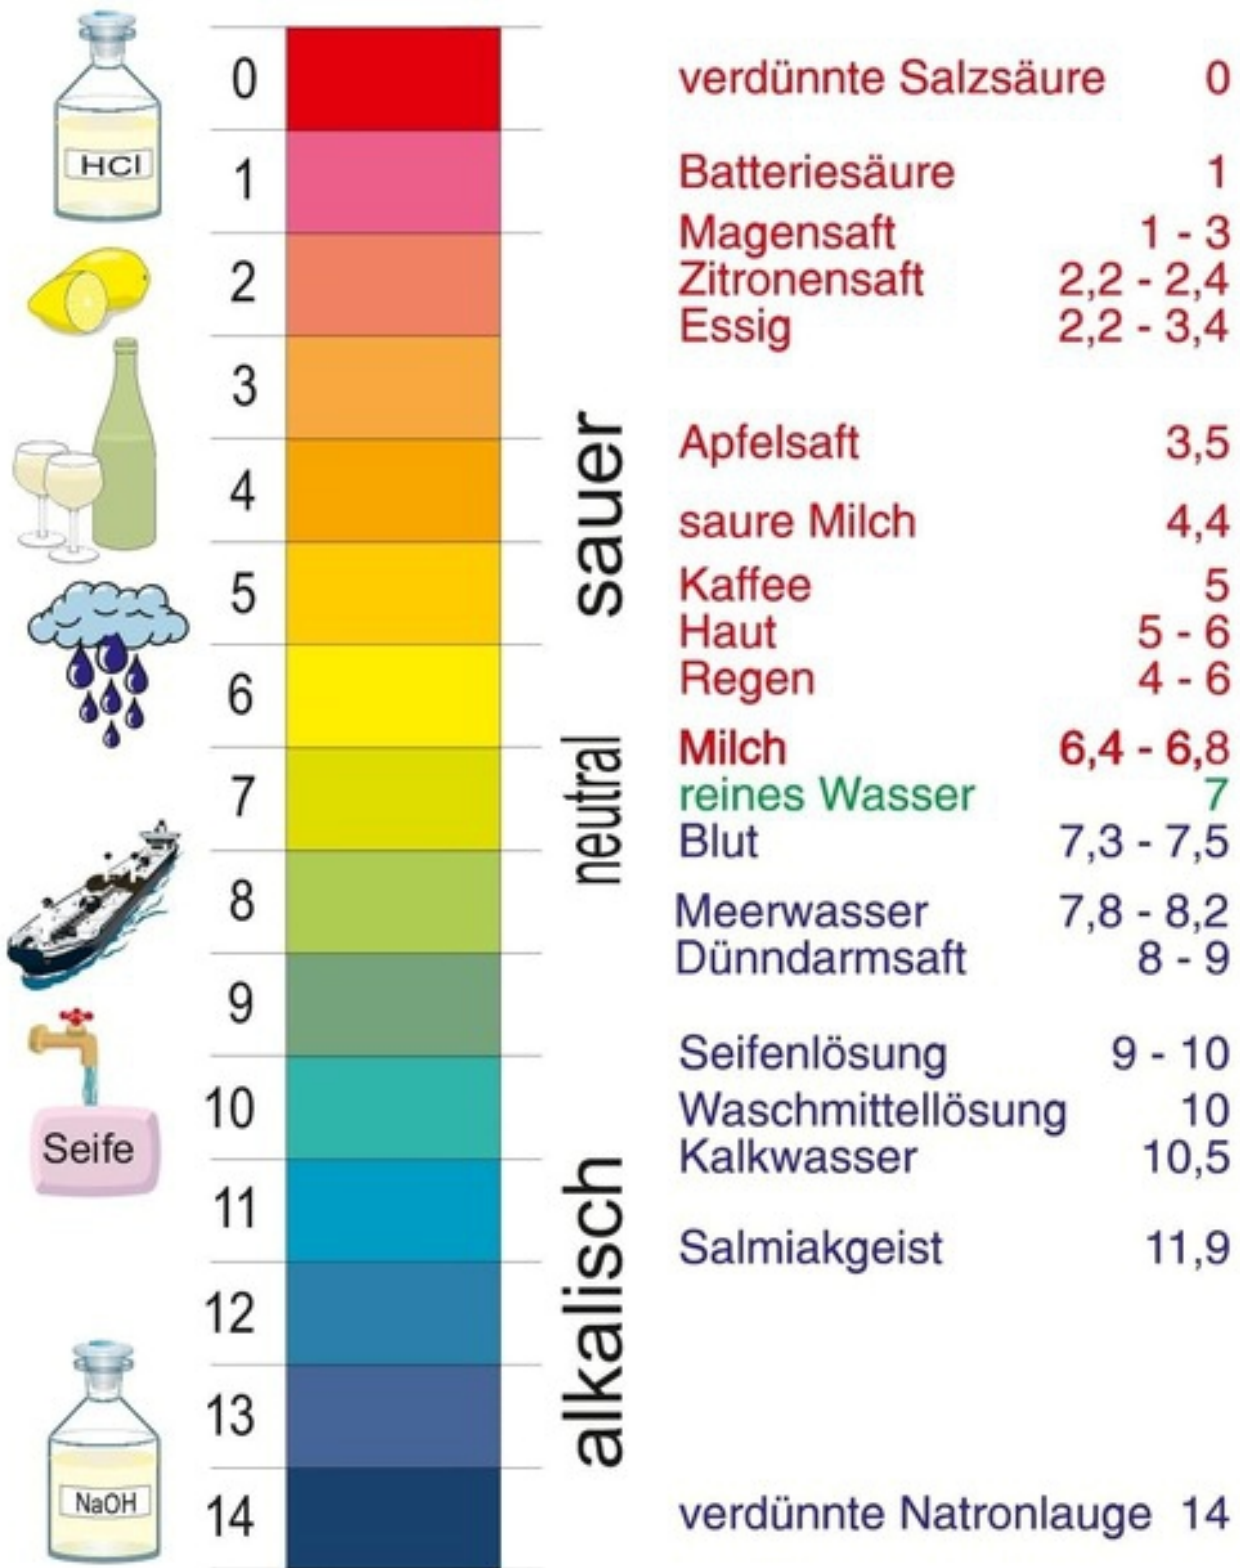 HCl
0
verdünnte Salzsäure 0
1
Batteriesäure 1
Magensaft 1 - 3
2
Zitronensaft 2,2 - 2,4
Essig 2,2 - 3,4
3
sauer
Apfelsaft 3,5
4
saure Milch 4,4
5
Kaffee 5
Haut 5 - 6
Regen 4 - 6
6
neutral
Milch 6,4 - 6,8
7
reines Wasser 7
Blut 7,3 - 7,5
8
Meerwasser 7,8 - 8,2
Dünndarmsaft 8 - 9
9
Seifenlösung 9 - 10
10
Waschmittellösung 10
Seife
Kalkwasser 10,5
alkalisch
11
Salmiakgeist 11,9
12
13
NaOH
14
verdünnte Natronlauge 14